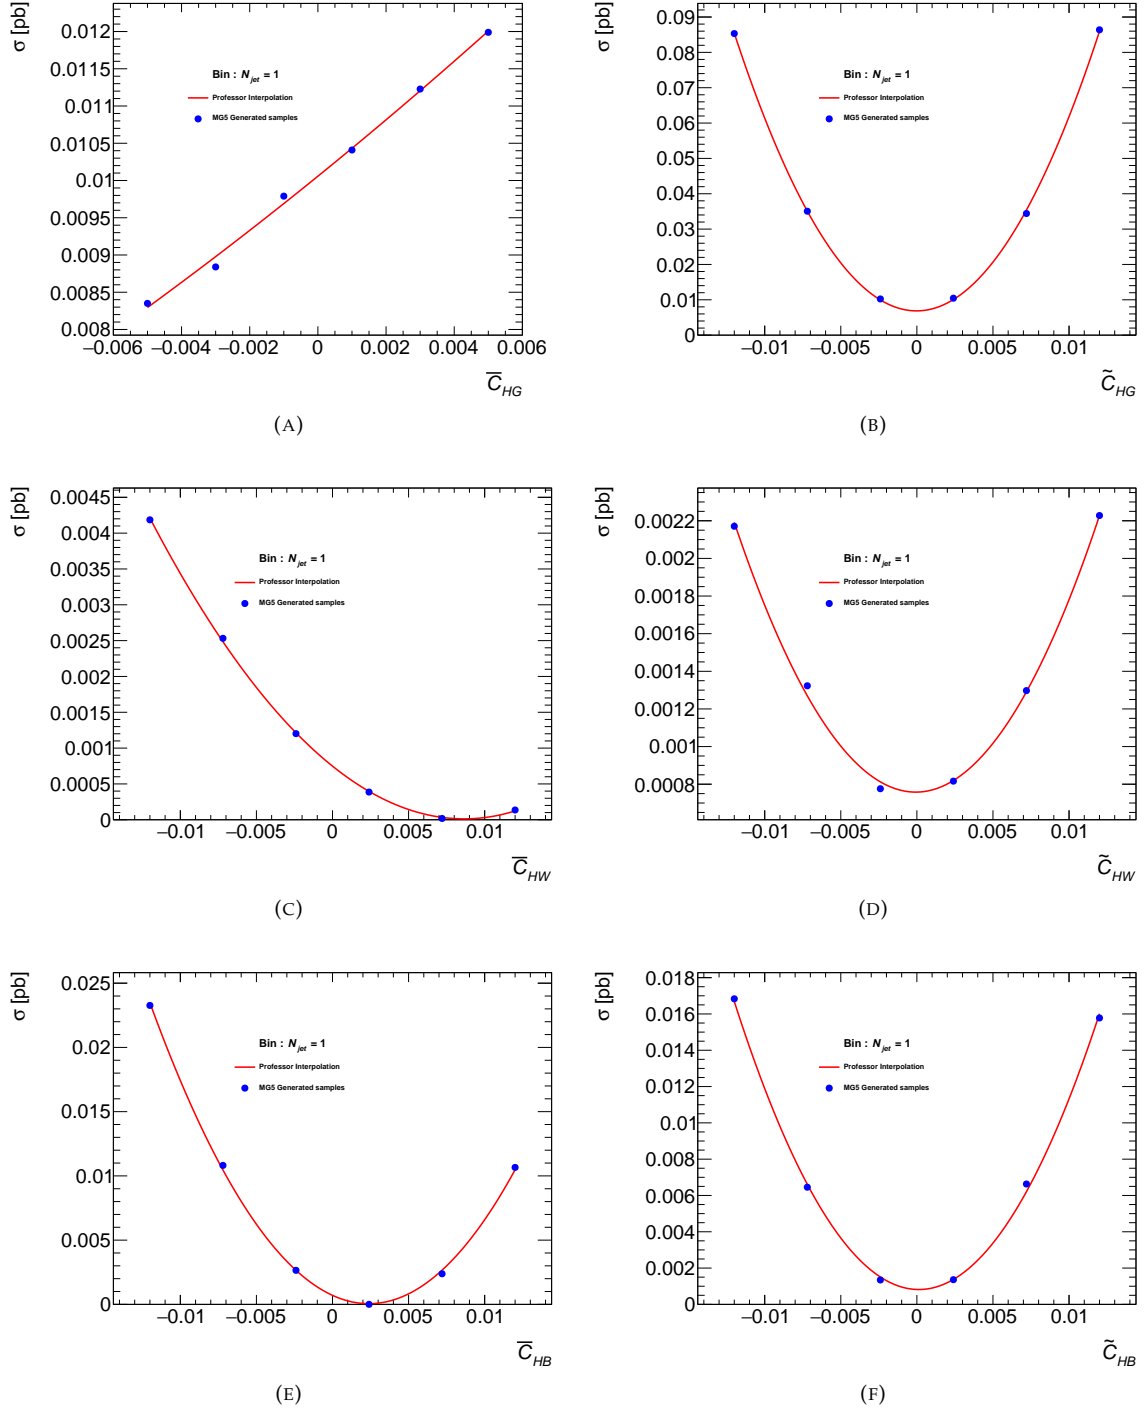 σ [pb]
0.012
0.0115
0.011
0.0105
0.01
0.0095
0.009
0.0085
0.008
Bin : N_jet = 1
Professor Interpolation
MG5 Generated samples
−0.006 −0.004 −0.002 0 0.002 0.004 0.006
C̅_HG
(A)
σ [pb]
0.09
0.08
0.07
0.06
0.05
0.04
0.03
0.02
0.01
0
Bin : N_jet = 1
Professor Interpolation
MG5 Generated samples
−0.01 −0.005 0 0.005 0.01
C̃_HG
(B)
σ [pb]
0.0045
0.004
0.0035
0.003
0.0025
0.002
0.0015
0.001
0.0005
0
Bin : N_jet = 1
Professor Interpolation
MG5 Generated samples
−0.01 −0.005 0 0.005 0.01
C̅_HW
(C)
σ [pb]
0.0022
0.002
0.0018
0.0016
0.0014
0.0012
0.001
0.0008
Bin : N_jet = 1
Professor Interpolation
MG5 Generated samples
−0.01 −0.005 0 0.005 0.01
C̃_HW
(D)
σ [pb]
0.025
0.02
0.015
0.01
0.005
0
Bin : N_jet = 1
Professor Interpolation
MG5 Generated samples
−0.01 −0.005 0 0.005 0.01
C̅_HB
(E)
σ [pb]
0.018
0.016
0.014
0.012
0.01
0.008
0.006
0.004
0.002
0
Bin : N_jet = 1
Professor Interpolation
MG5 Generated samples
−0.01 −0.005 0 0.005 0.01
C̃_HB
(F)